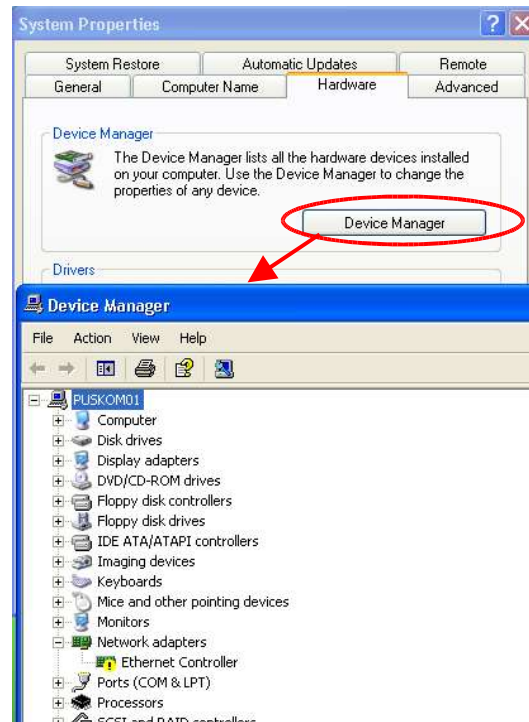 System Properties
System Restore Automatic Updates Remote
General Computer Name Hardware Advanced
Device Manager
The Device Manager lists all the hardware devices installed
on your computer. Use the Device Manager to change the
properties of any device.
Device Manager
Drivers
Device Manager
File Action View Help
PUSKOM01
Computer
Disk drives
Display adapters
DVD/CD-ROM drives
Floppy disk controllers
Floppy disk drives
IDE ATA/ATAPI controllers
Imaging devices
Keyboards
Mice and other pointing devices
Monitors
Network adapters
Ethernet Controller
Ports (COM & LPT)
Processors
SCSI and RAID controllers